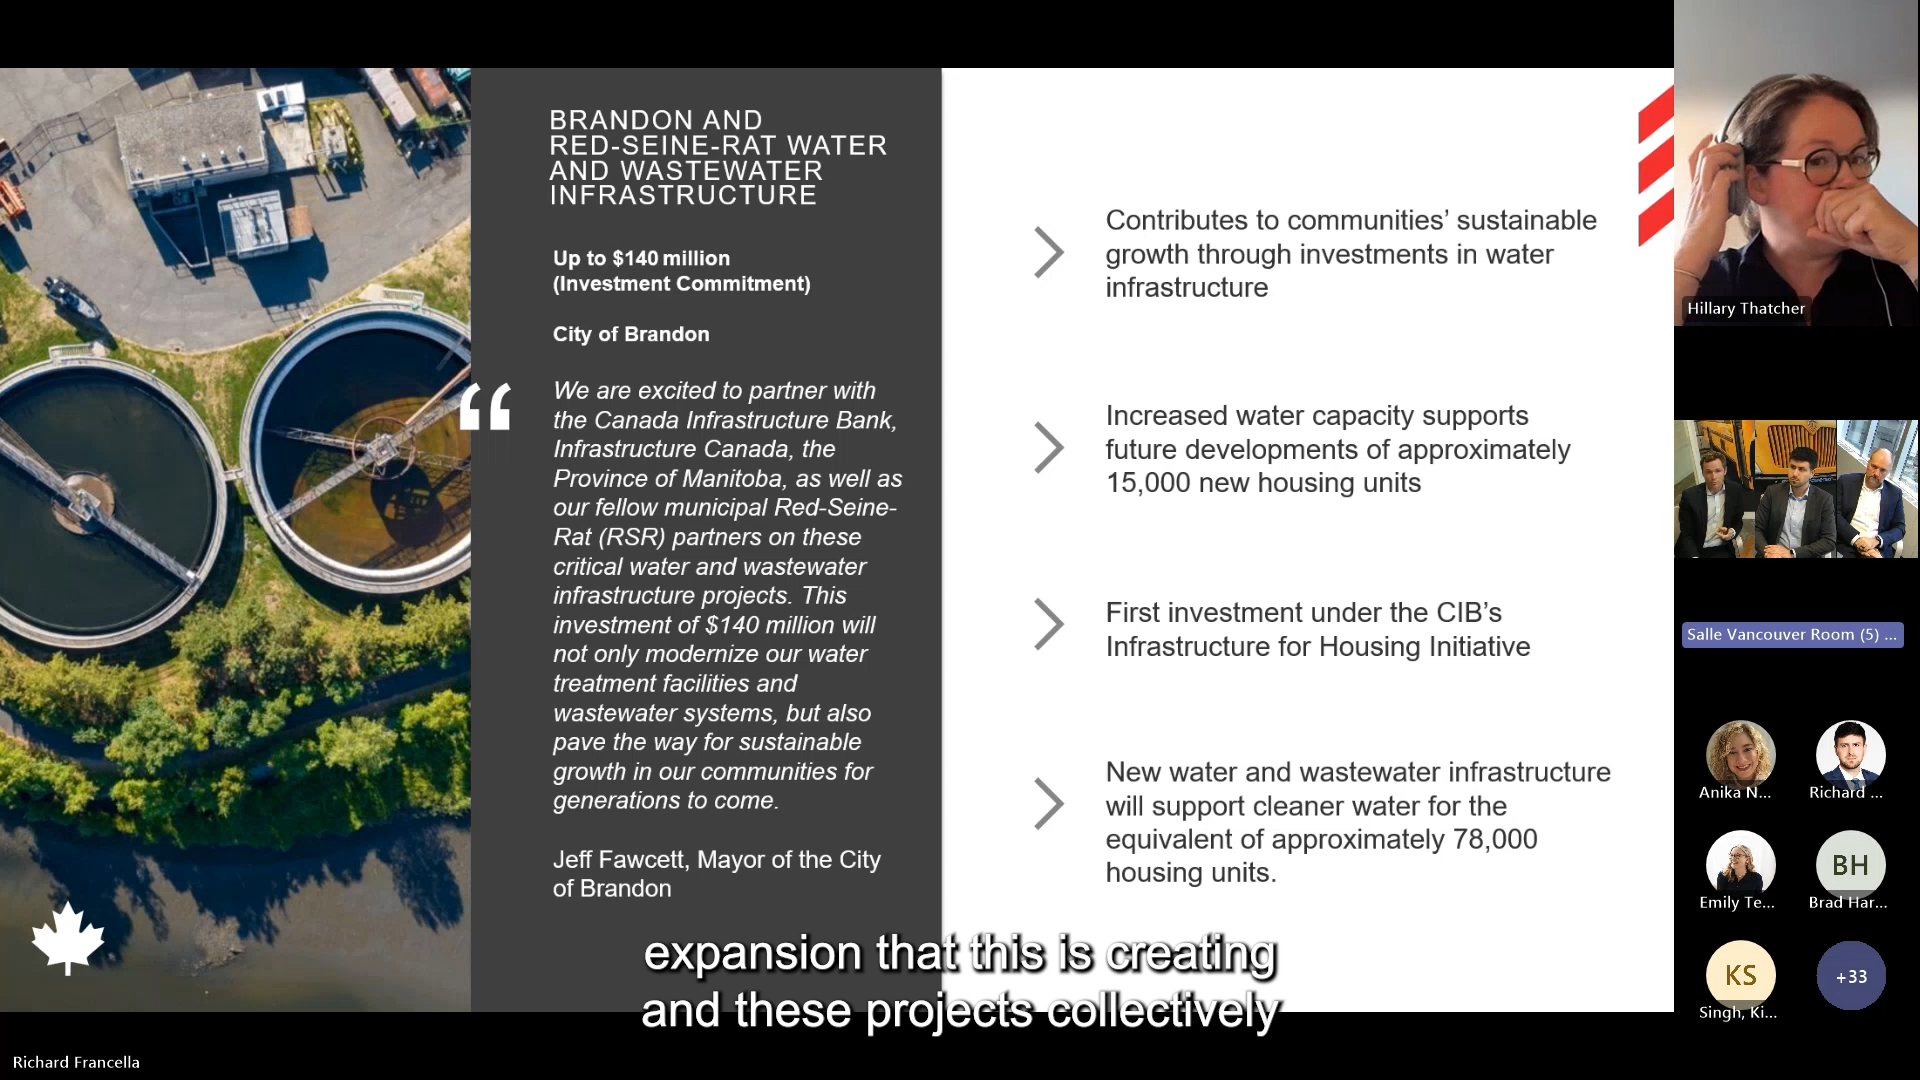 BRANDON AND
RED-SEINE-RAT WATER
AND WASTEWATER
INFRASTRUCTURE
Up to $140 million
(Investment Commitment)
City of Brandon
“
We are excited to partner with
the Canada Infrastructure Bank,
Infrastructure Canada, the
Province of Manitoba, as well as
our fellow municipal Red-Seine-
Rat (RSR) partners on these
critical water and wastewater
infrastructure projects. This
investment of $140 million will
not only modernize our water
treatment facilities and
wastewater systems, but also
pave the way for sustainable
growth in our communities for
generations to come.
Jeff Fawcett, Mayor of the City
of Brandon
Contributes to communities’ sustainable
growth through investments in water
infrastructure
Increased water capacity supports
future developments of approximately
15,000 new housing units
First investment under the CIB’s
Infrastructure for Housing Initiative
New water and wastewater infrastructure
will support cleaner water for the
equivalent of approximately 78,000
housing units.
expansion that this is creating
and these projects collectively
Richard Francella
Hillary Thatcher
Salle Vancouver Room (5) ...
Anika N...
Richard ...
Emily Te...
BH
Brad Har...
KS
Singh, Ki...
+33